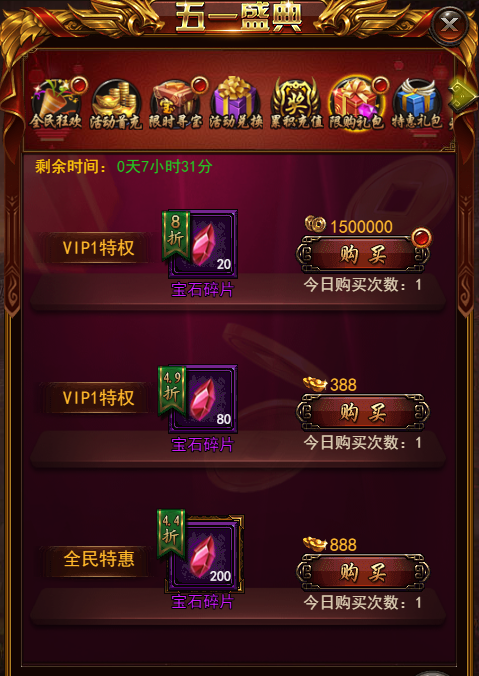 五一盛典
全民狂欢 活动首充 限时寻宝 活动兑换 累积充值 限购礼包 特惠礼包
剩余时间：0天7小时31分
VIP1特权
8折
20
宝石碎片
1500000
购买
今日购买次数：1
VIP1特权
4.9折
80
宝石碎片
388
购买
今日购买次数：1
全民特惠
4.4折
200
宝石碎片
888
购买
今日购买次数：1